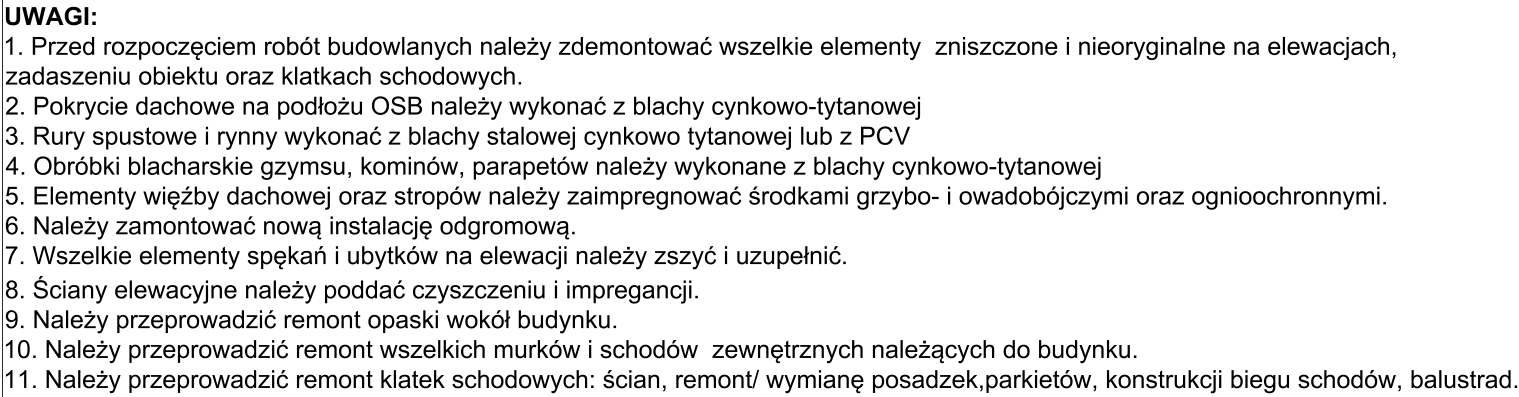 UWAGI:
1. Przed rozpoczęciem robót budowlanych należy zdemontować wszelkie elementy  zniszczone i nieoryginalne na elewacjach,
zadaszeniu obiektu oraz klatkach schodowych.
2. Pokrycie dachowe na podłożu OSB należy wykonać z blachy cynkowo-tytanowej
3. Rury spustowe i rynny wykonać z blachy stalowej cynkowo tytanowej lub z PCV
4. Obróbki blacharskie gzymsu, kominów, parapetów należy wykonane z blachy cynkowo-tytanowej
5. Elementy więźby dachowej oraz stropów należy zaimpregnować środkami grzybo- i owadobójczymi oraz ognioochronnymi.
6. Należy zamontować nową instalację odgromową.
7. Wszelkie elementy spękań i ubytków na elewacji należy zszyć i uzupełnić.
8. Ściany elewacyjne należy poddać czyszczeniu i impregancji.
9. Należy przeprowadzić remont opaski wokół budynku.
10. Należy przeprowadzić remont wszelkich murków i schodów  zewnętrznych należących do budynku.
11. Należy przeprowadzić remont klatek schodowych: ścian, remont/ wymianę posadzek,parkietów, konstrukcji biegu schodów, balustrad.